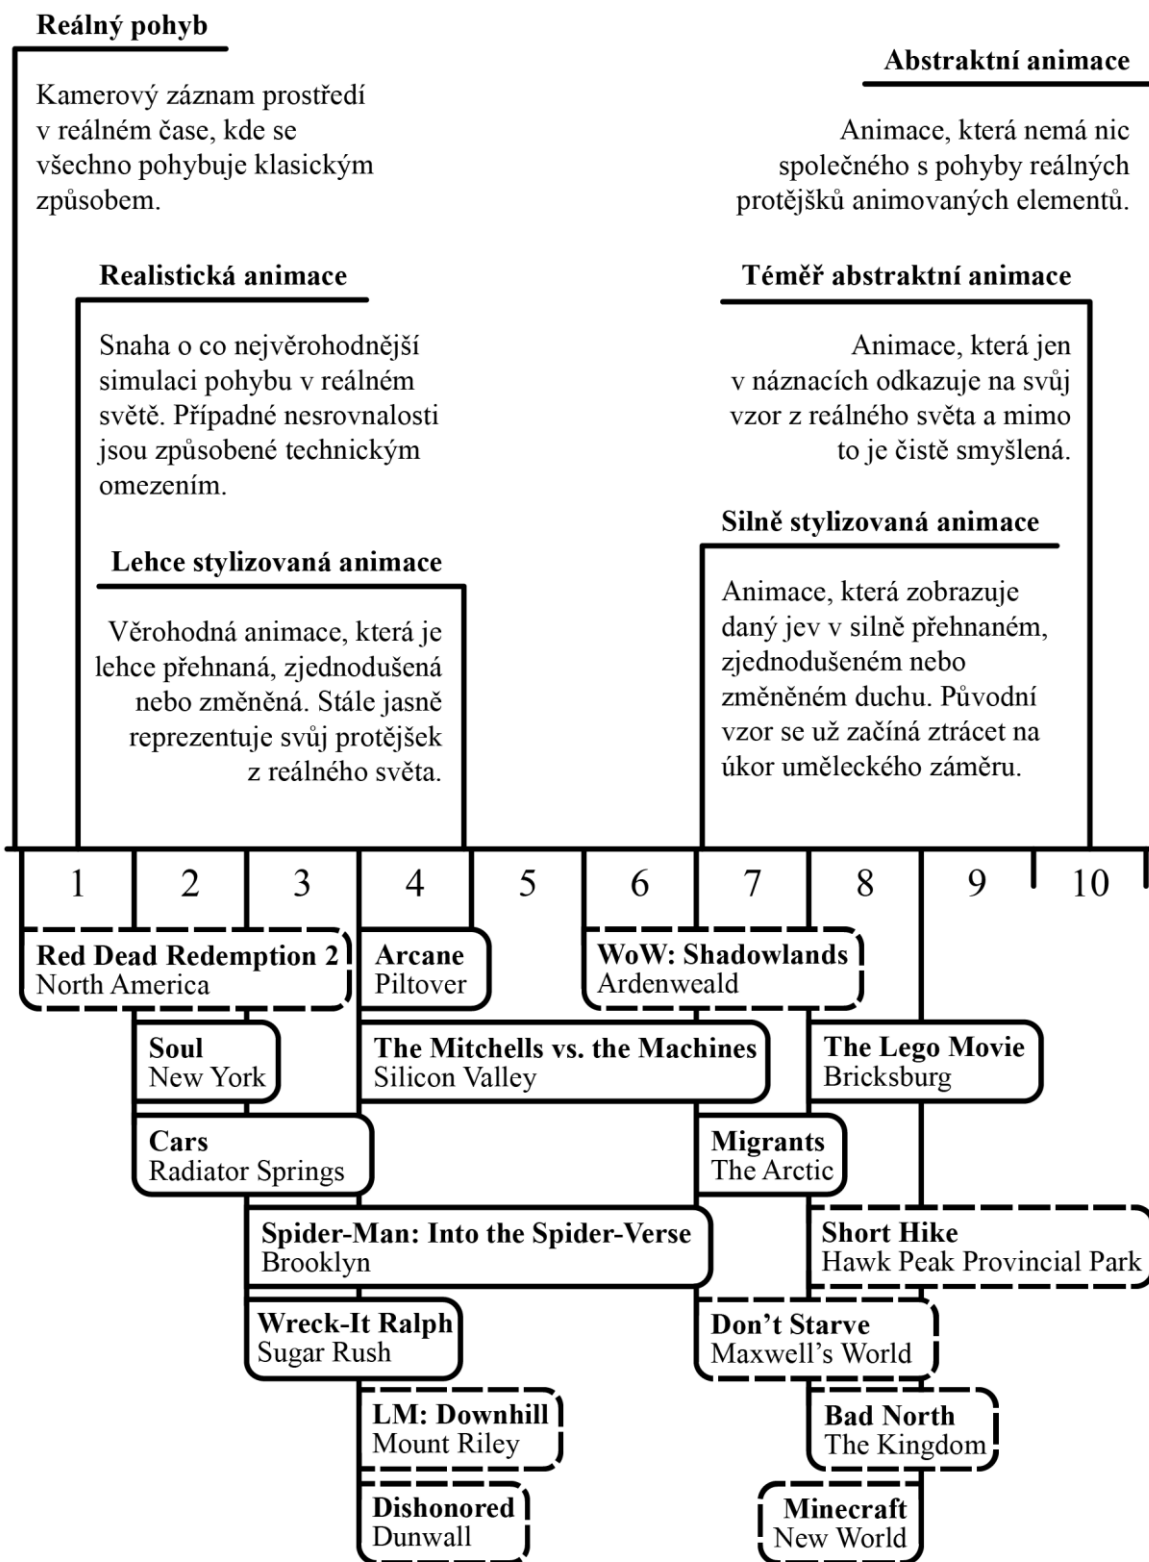 Reálný pohyb
Kamerový záznam prostředí
v reálném čase, kde se
všechno pohybuje klasickým
způsobem.
Abstraktní animace
Animace, která nemá nic
společného s pohyby reálných
protějšků animovaných elementů.
Realistická animace
Snaha o co nejvěrohodnější
simulaci pohybu v reálném
světě. Případné nesrovnalosti
jsou způsobené technickým
omezením.
Téměř abstraktní animace
Animace, která jen
v náznacích odkazuje na svůj
vzor z reálného světa a mimo
to je čistě smyšlená.
Lehce stylizovaná animace
Věrohodná animace, která je
lehce přehnaná, zjednodušená
nebo změněná. Stále jasně
reprezentuje svůj protějšek
z reálného světa.
Silně stylizovaná animace
Animace, která zobrazuje
daný jev v silně přehnaném,
zjednodušeném nebo
změněném duchu. Původní
vzor se už začíná ztrácet na
úkor uměleckého záměru.
1 2 3 4 5 6 7 8 9 10
Red Dead Redemption 2
North America
Arcane
Piltover
WoW: Shadowlands
Ardenweald
Soul
New York
The Mitchells vs. the Machines
Silicon Valley
The Lego Movie
Bricksburg
Cars
Radiator Springs
Migrants
The Arctic
Spider-Man: Into the Spider-Verse
Brooklyn
Short Hike
Hawk Peak Provincial Park
Wreck-It Ralph
Sugar Rush
Don't Starve
Maxwell's World
LM: Downhill
Mount Riley
Bad North
The Kingdom
Dishonored
Dunwall
Minecraft
New World